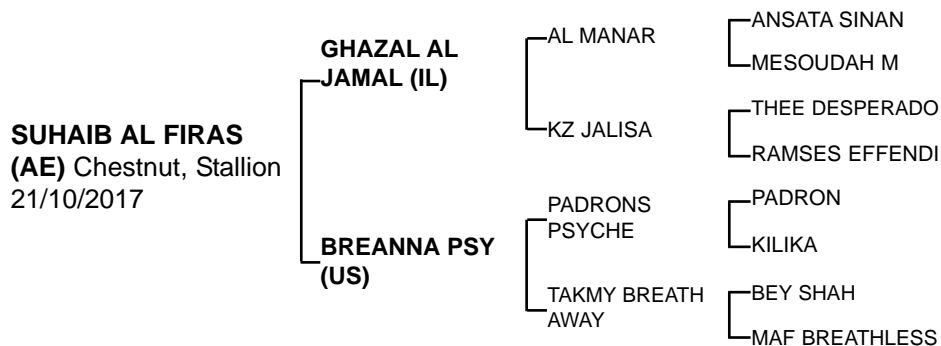 SUHAIB AL FIRAS
(AE) Chestnut, Stallion
21/10/2017
GHAZAL AL
JAMAL (IL)
BREANNA PSY
(US)
AL MANAR
KZ JALISA
PADRONS
PSYCHE
TAKMY BREATH
AWAY
ANSATA SINAN
MESOUDAH M
THEE DESPERADO
RAMSES EFFENDI
PADRON
KILIKA
BEY SHAH
MAF BREATHLESS